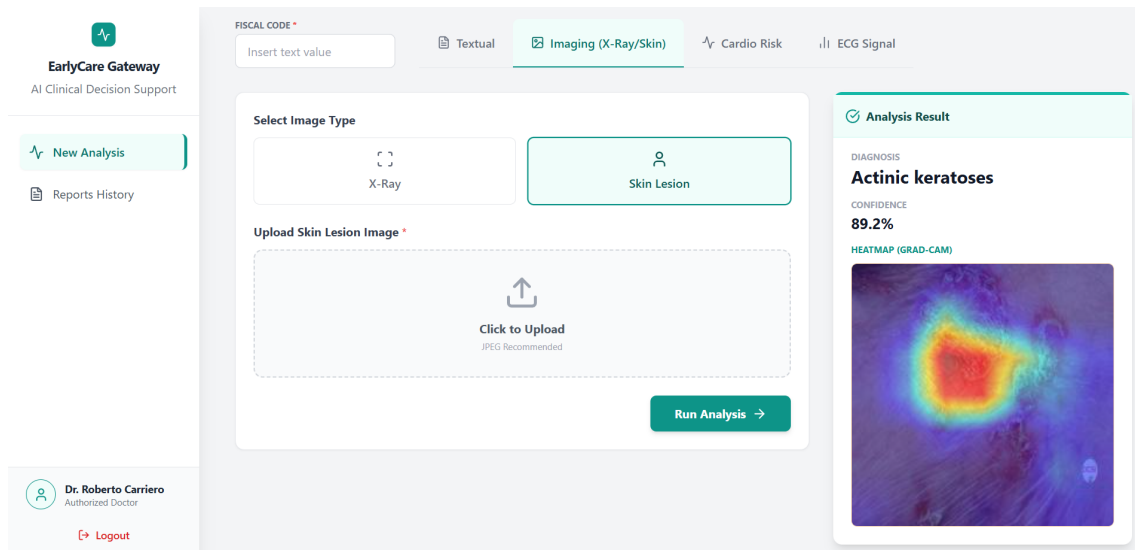 EarlyCare Gateway
AI Clinical Decision Support
New Analysis
Reports History
Dr. Roberto Carriero
Authorized Doctor
Logout
FISCAL CODE *
Insert text value
Textual
Imaging (X-Ray/Skin)
Cardio Risk
ECG Signal
Select Image Type
X-Ray
Skin Lesion
Upload Skin Lesion Image *
Click to Upload
JPEG Recommended
Run Analysis
Analysis Result
DIAGNOSIS
Actinic keratoses
CONFIDENCE
89.2%
HEATMAP (GRAD-CAM)